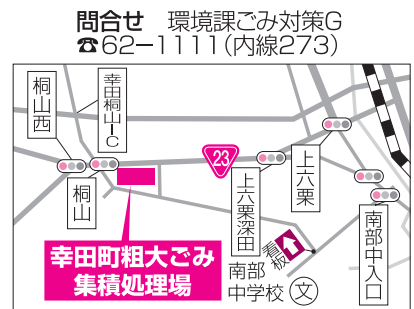 問合せ 環境課ごみ対策G
☎62−1111(内線273)
桐山西
幸田桐山IC
桐山
23
上六栗深田
上六栗
南部中入口
看板
南部
中学校 文
幸田町粗大ごみ
集積処理場